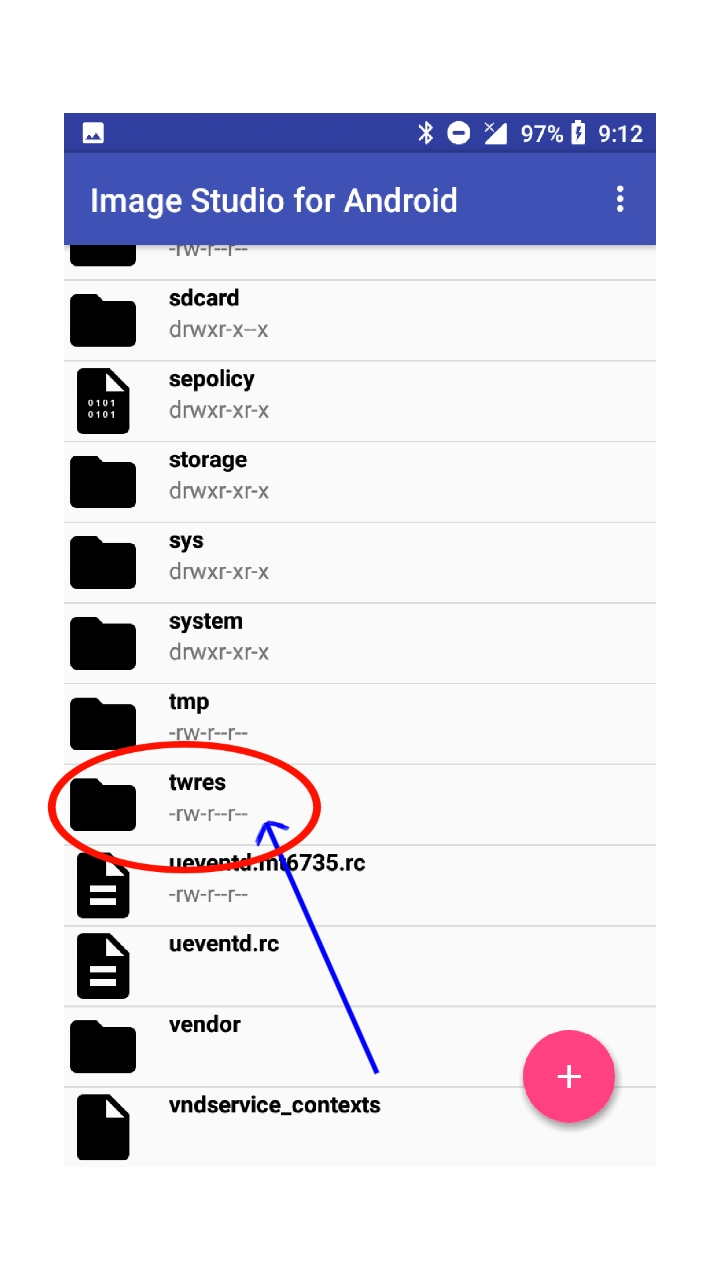 97% 9:12
Image Studio for Android
-rw-r--r--
sdcard
drwxr-x--x
sepolicy
0101
0101
drwxr-xr-x
storage
drwxr-xr-x
sys
drwxr-xr-x
system
drwxr-xr-x
tmp
-rw-r--r--
twres
-rw-r--r--
ueventd.mt6735.rc
-rw-r--r--
ueventd.rc
vendor
vndservice_contexts